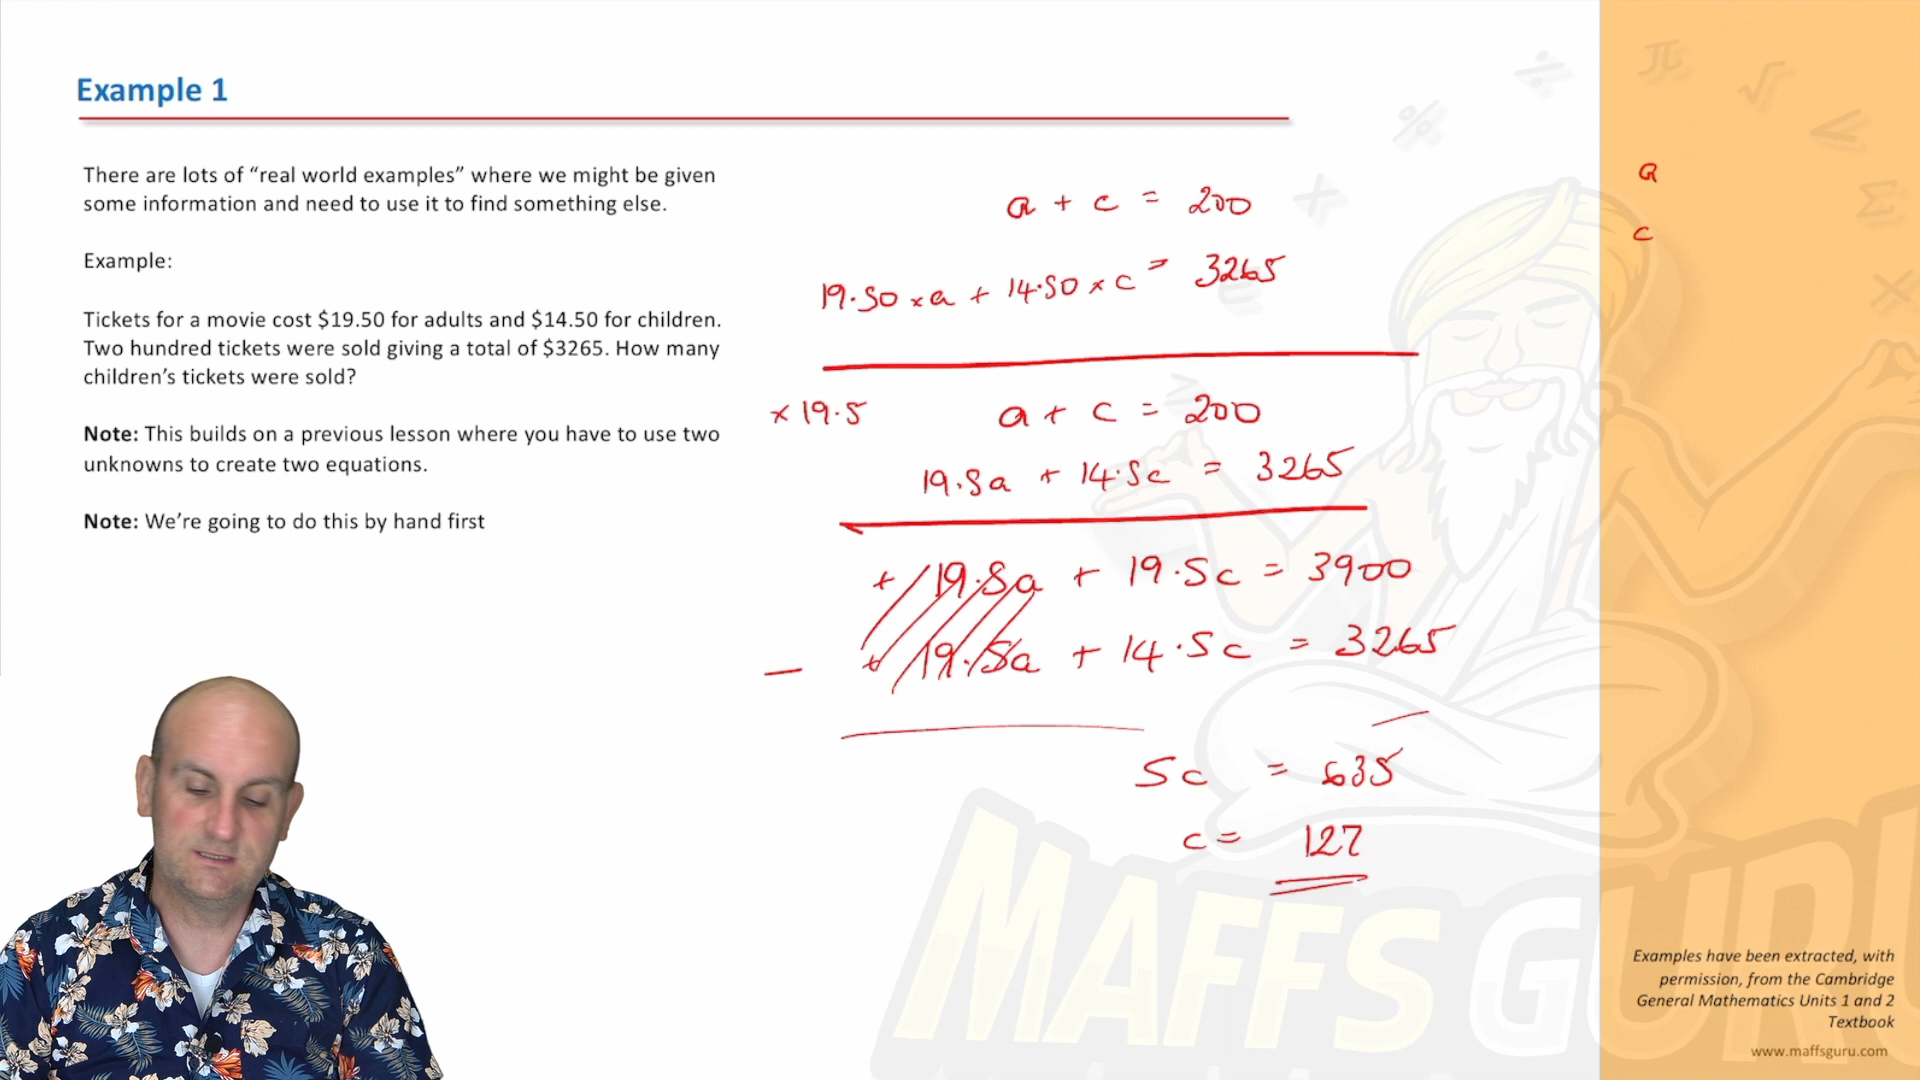 Example 1
There are lots of “real world examples” where we might be given
some information and need to use it to find something else.
Example:
Tickets for a movie cost $19.50 for adults and $14.50 for children.
Two hundred tickets were sold giving a total of $3265. How many
children’s tickets were sold?
Note: This builds on a previous lesson where you have to use two
unknowns to create two equations.
Note: We’re going to do this by hand first
a + c = 200
19.50 × a + 14.50 × c = 3265
× 19.5 a + c = 200
19.5a + 14.5c = 3265
+ 19.5a + 19.5c = 3900
− + 19.5a + 14.5c = 3265
5c = 635
c = 127
a
c
MAFFS GURU
Examples have been extracted, with
permission, from the Cambridge
General Mathematics Units 1 and 2
Textbook
www.maffsguru.com